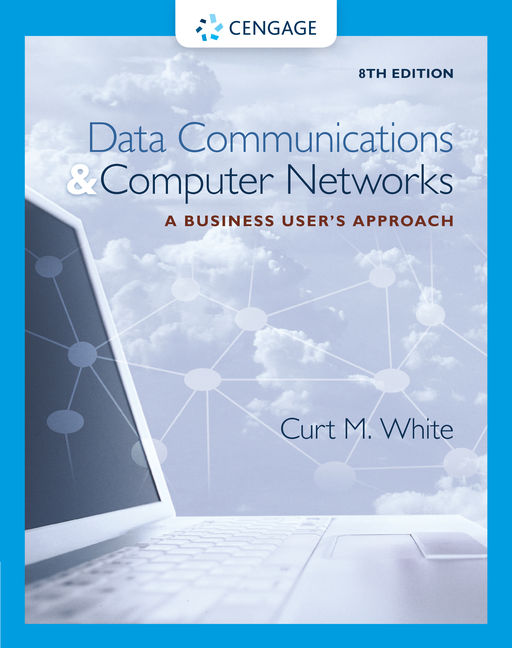 CENGAGE
8TH EDITION
Data Communications
&Computer Networks
A BUSINESS USER'S APPROACH
Curt M. White